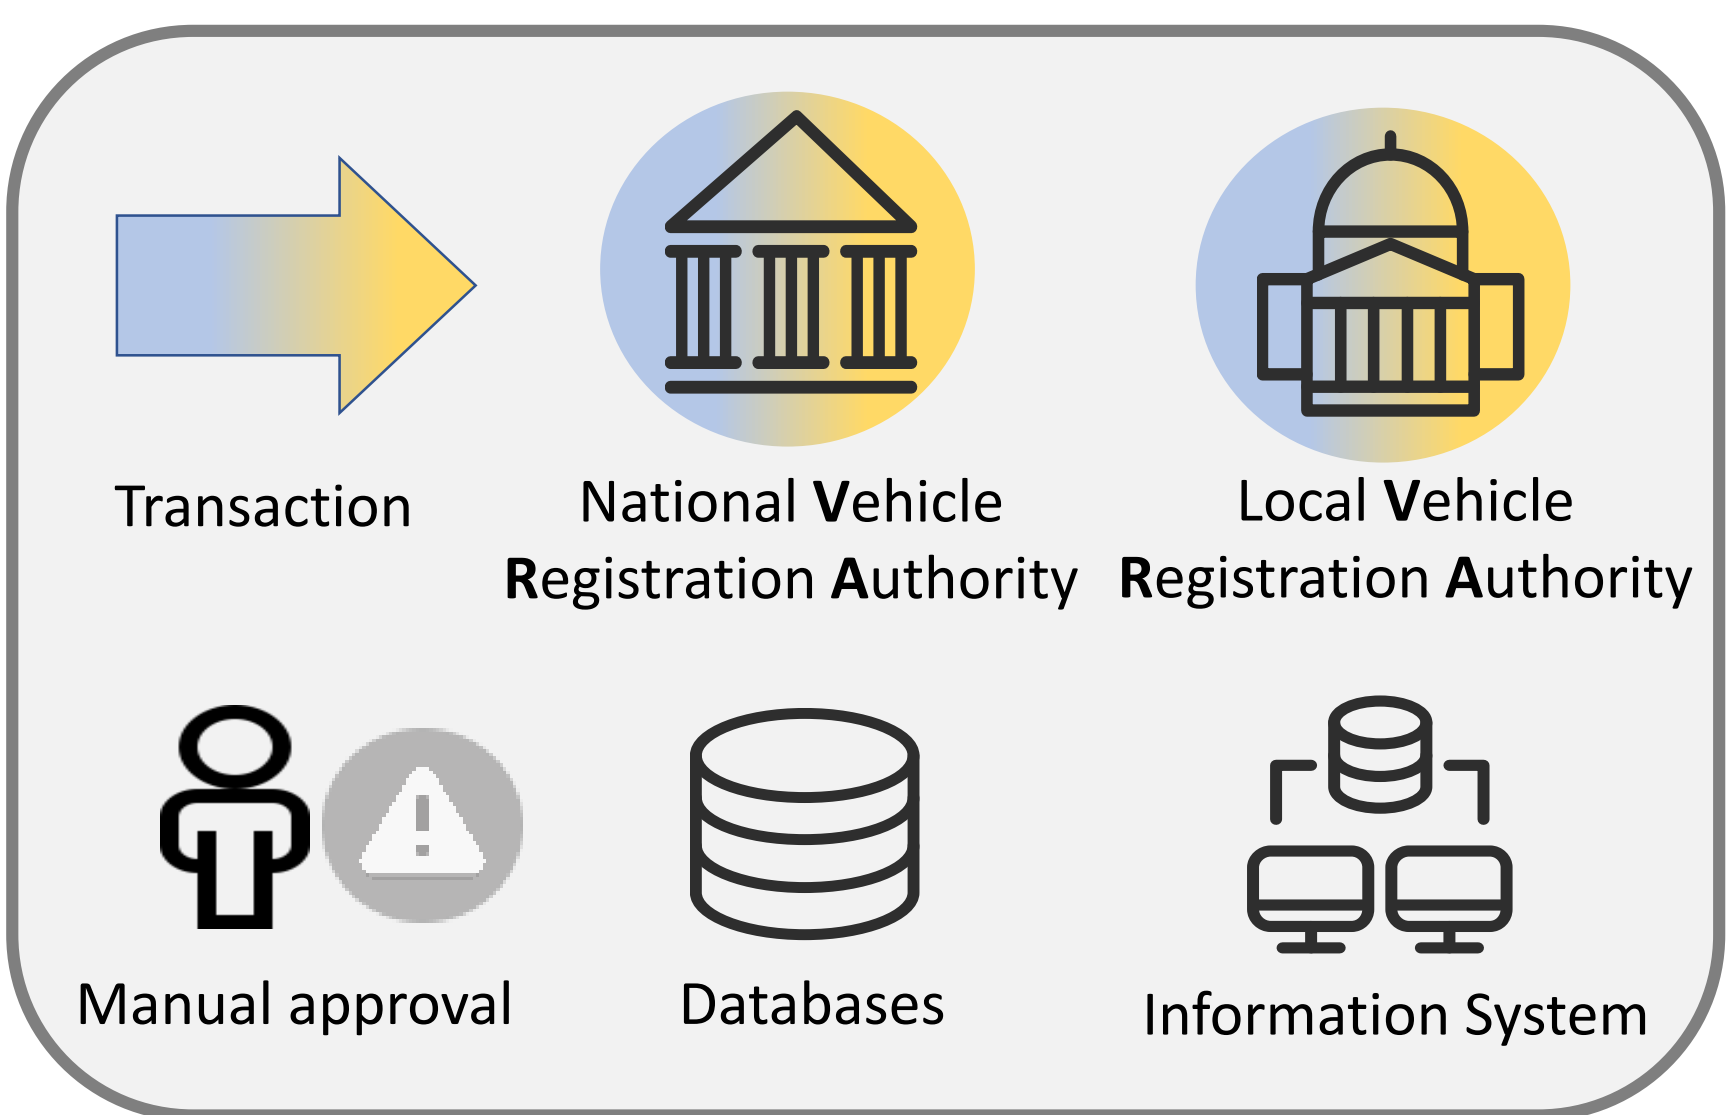 Transaction
National Vehicle
Registration Authority
Local Vehicle
Registration Authority
Manual approval
Databases
Information System